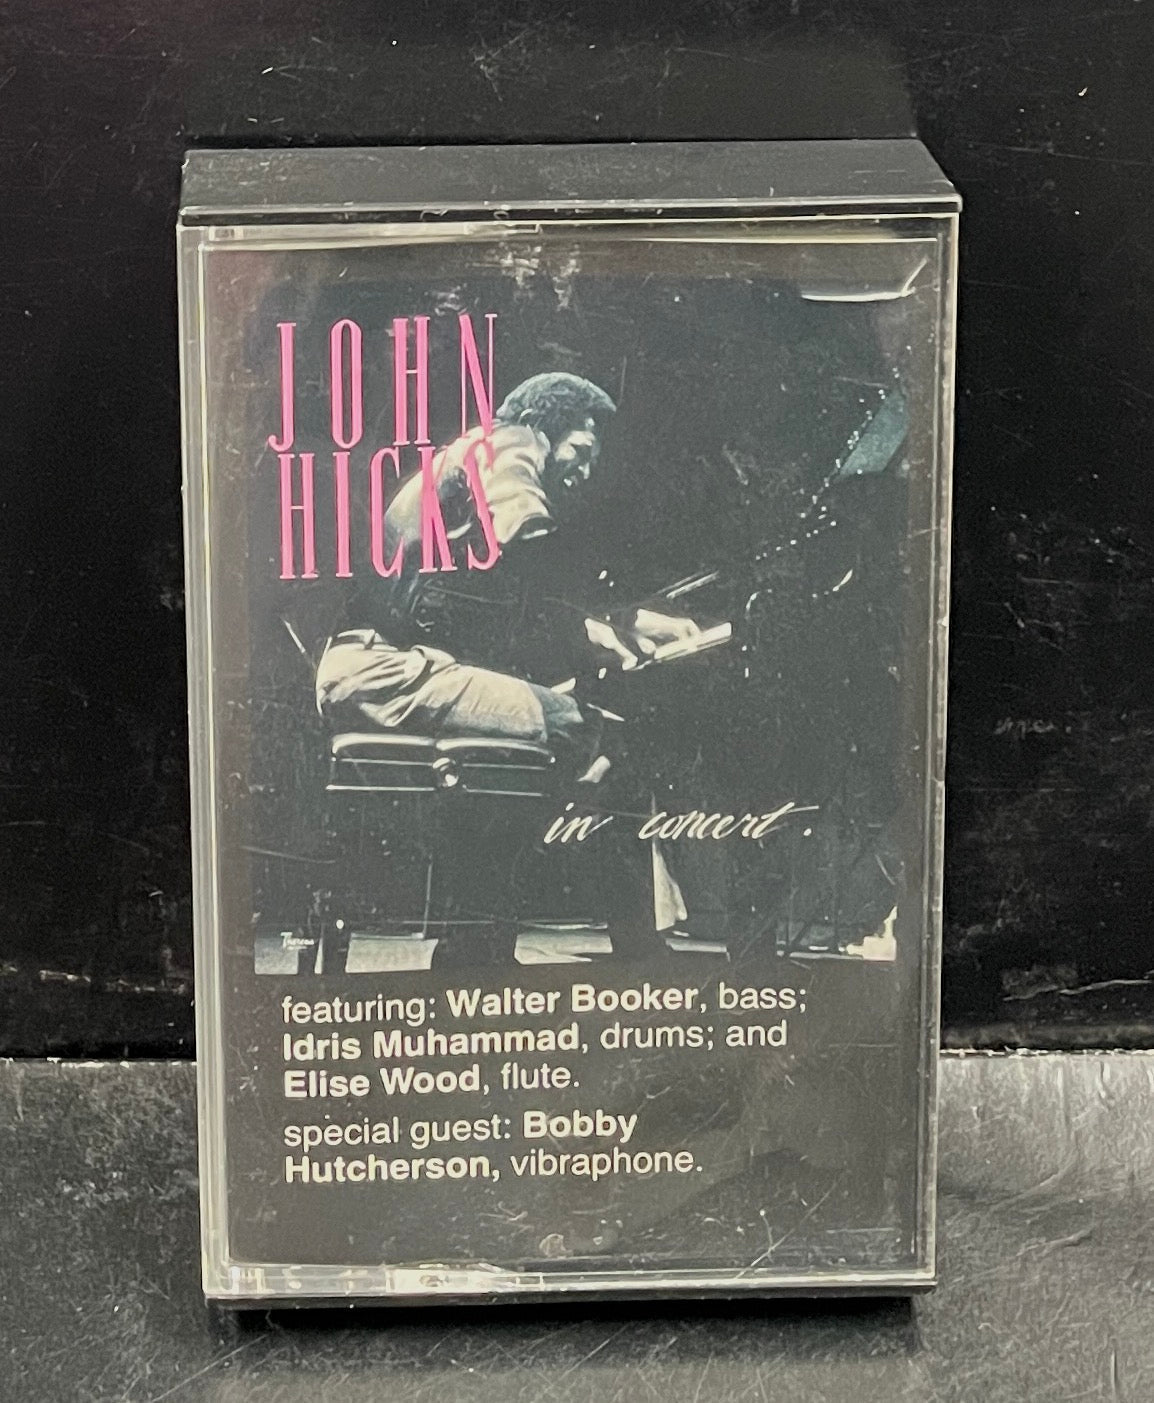 JOHN
HICKS
in concert.
Theresa
featuring: Walter Booker, bass;
Idris Muhammad, drums; and
Elise Wood, flute.
special guest: Bobby
Hutcherson, vibraphone.